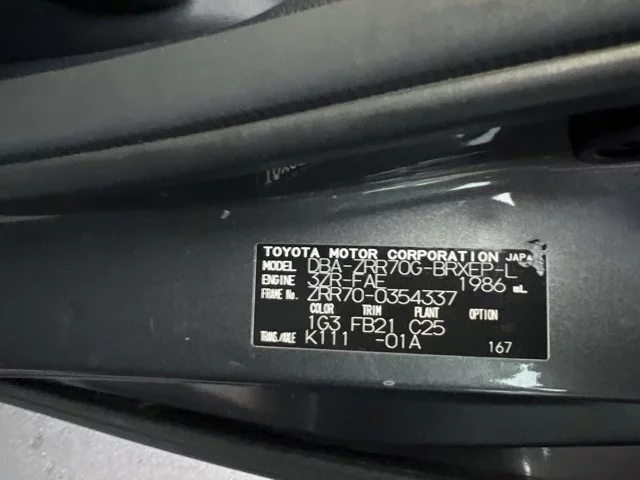 TOYOTA MOTOR CORPORATION JAPAN
MODEL DBA-ZRR70G-BRXEP-L
ENGINE 3ZR-FAE 1986 mL
FRAME No. ZRR70-0354337
COLOR TRIM PLANT OPTION
1G3 FB21 C25
TRANS./AXLE K111 -01A 167